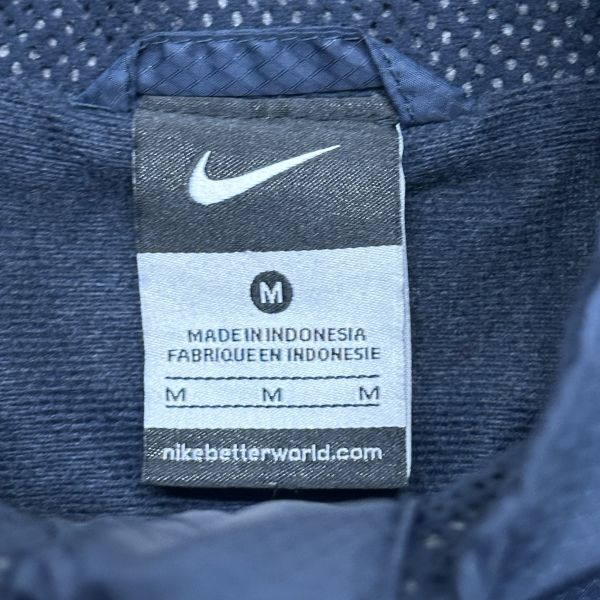 M
MADE IN INDONESIA
FABRIQUE EN INDONESIE
M M M
nikebetterworld.com